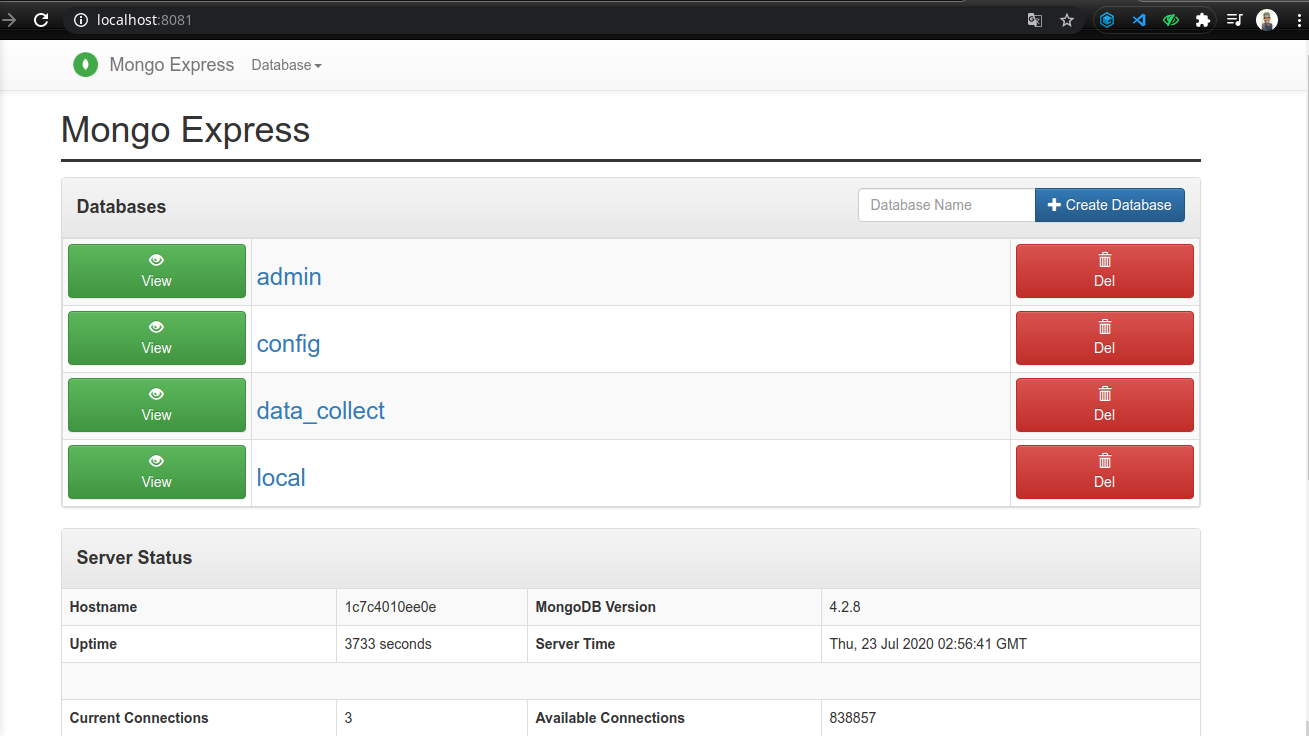 localhost:8081
Mongo Express Database
Mongo Express
Databases Database Name Create Database
View admin Del
View config Del
View data_collect Del
View local Del
Server Status
Hostname 1c7c4010ee0e MongoDB Version 4.2.8
Uptime 3733 seconds Server Time Thu, 23 Jul 2020 02:56:41 GMT
Current Connections 3 Available Connections 838857